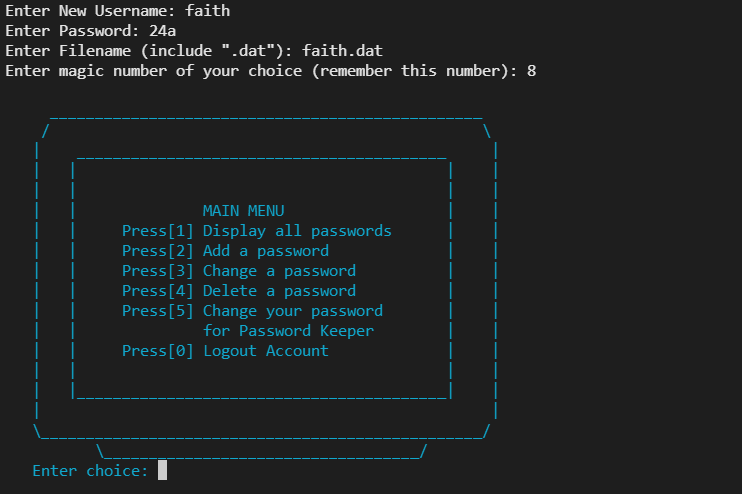 Enter New Username: faith
Enter Password: 24a
Enter Filename (include ".dat"): faith.dat
Enter magic number of your choice (remember this number): 8
MAIN MENU
Press[1] Display all passwords
Press[2] Add a password
Press[3] Change a password
Press[4] Delete a password
Press[5] Change your password
for Password Keeper
Press[0] Logout Account
Enter choice: